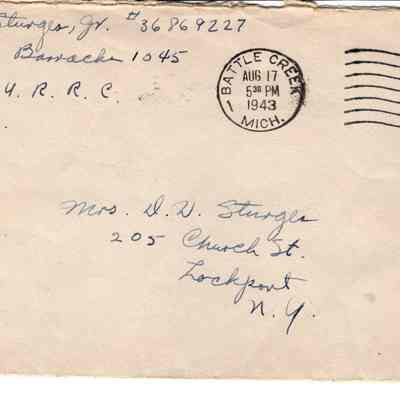 Sturges, Jr. # 36869227
Barracks 1045
R. R. C.
BATTLE CREEK
AUG 17
5 30 PM
1943
1
MICH.
Mrs. D. D. Sturges
205 Church St.
Lockport
N. Y.